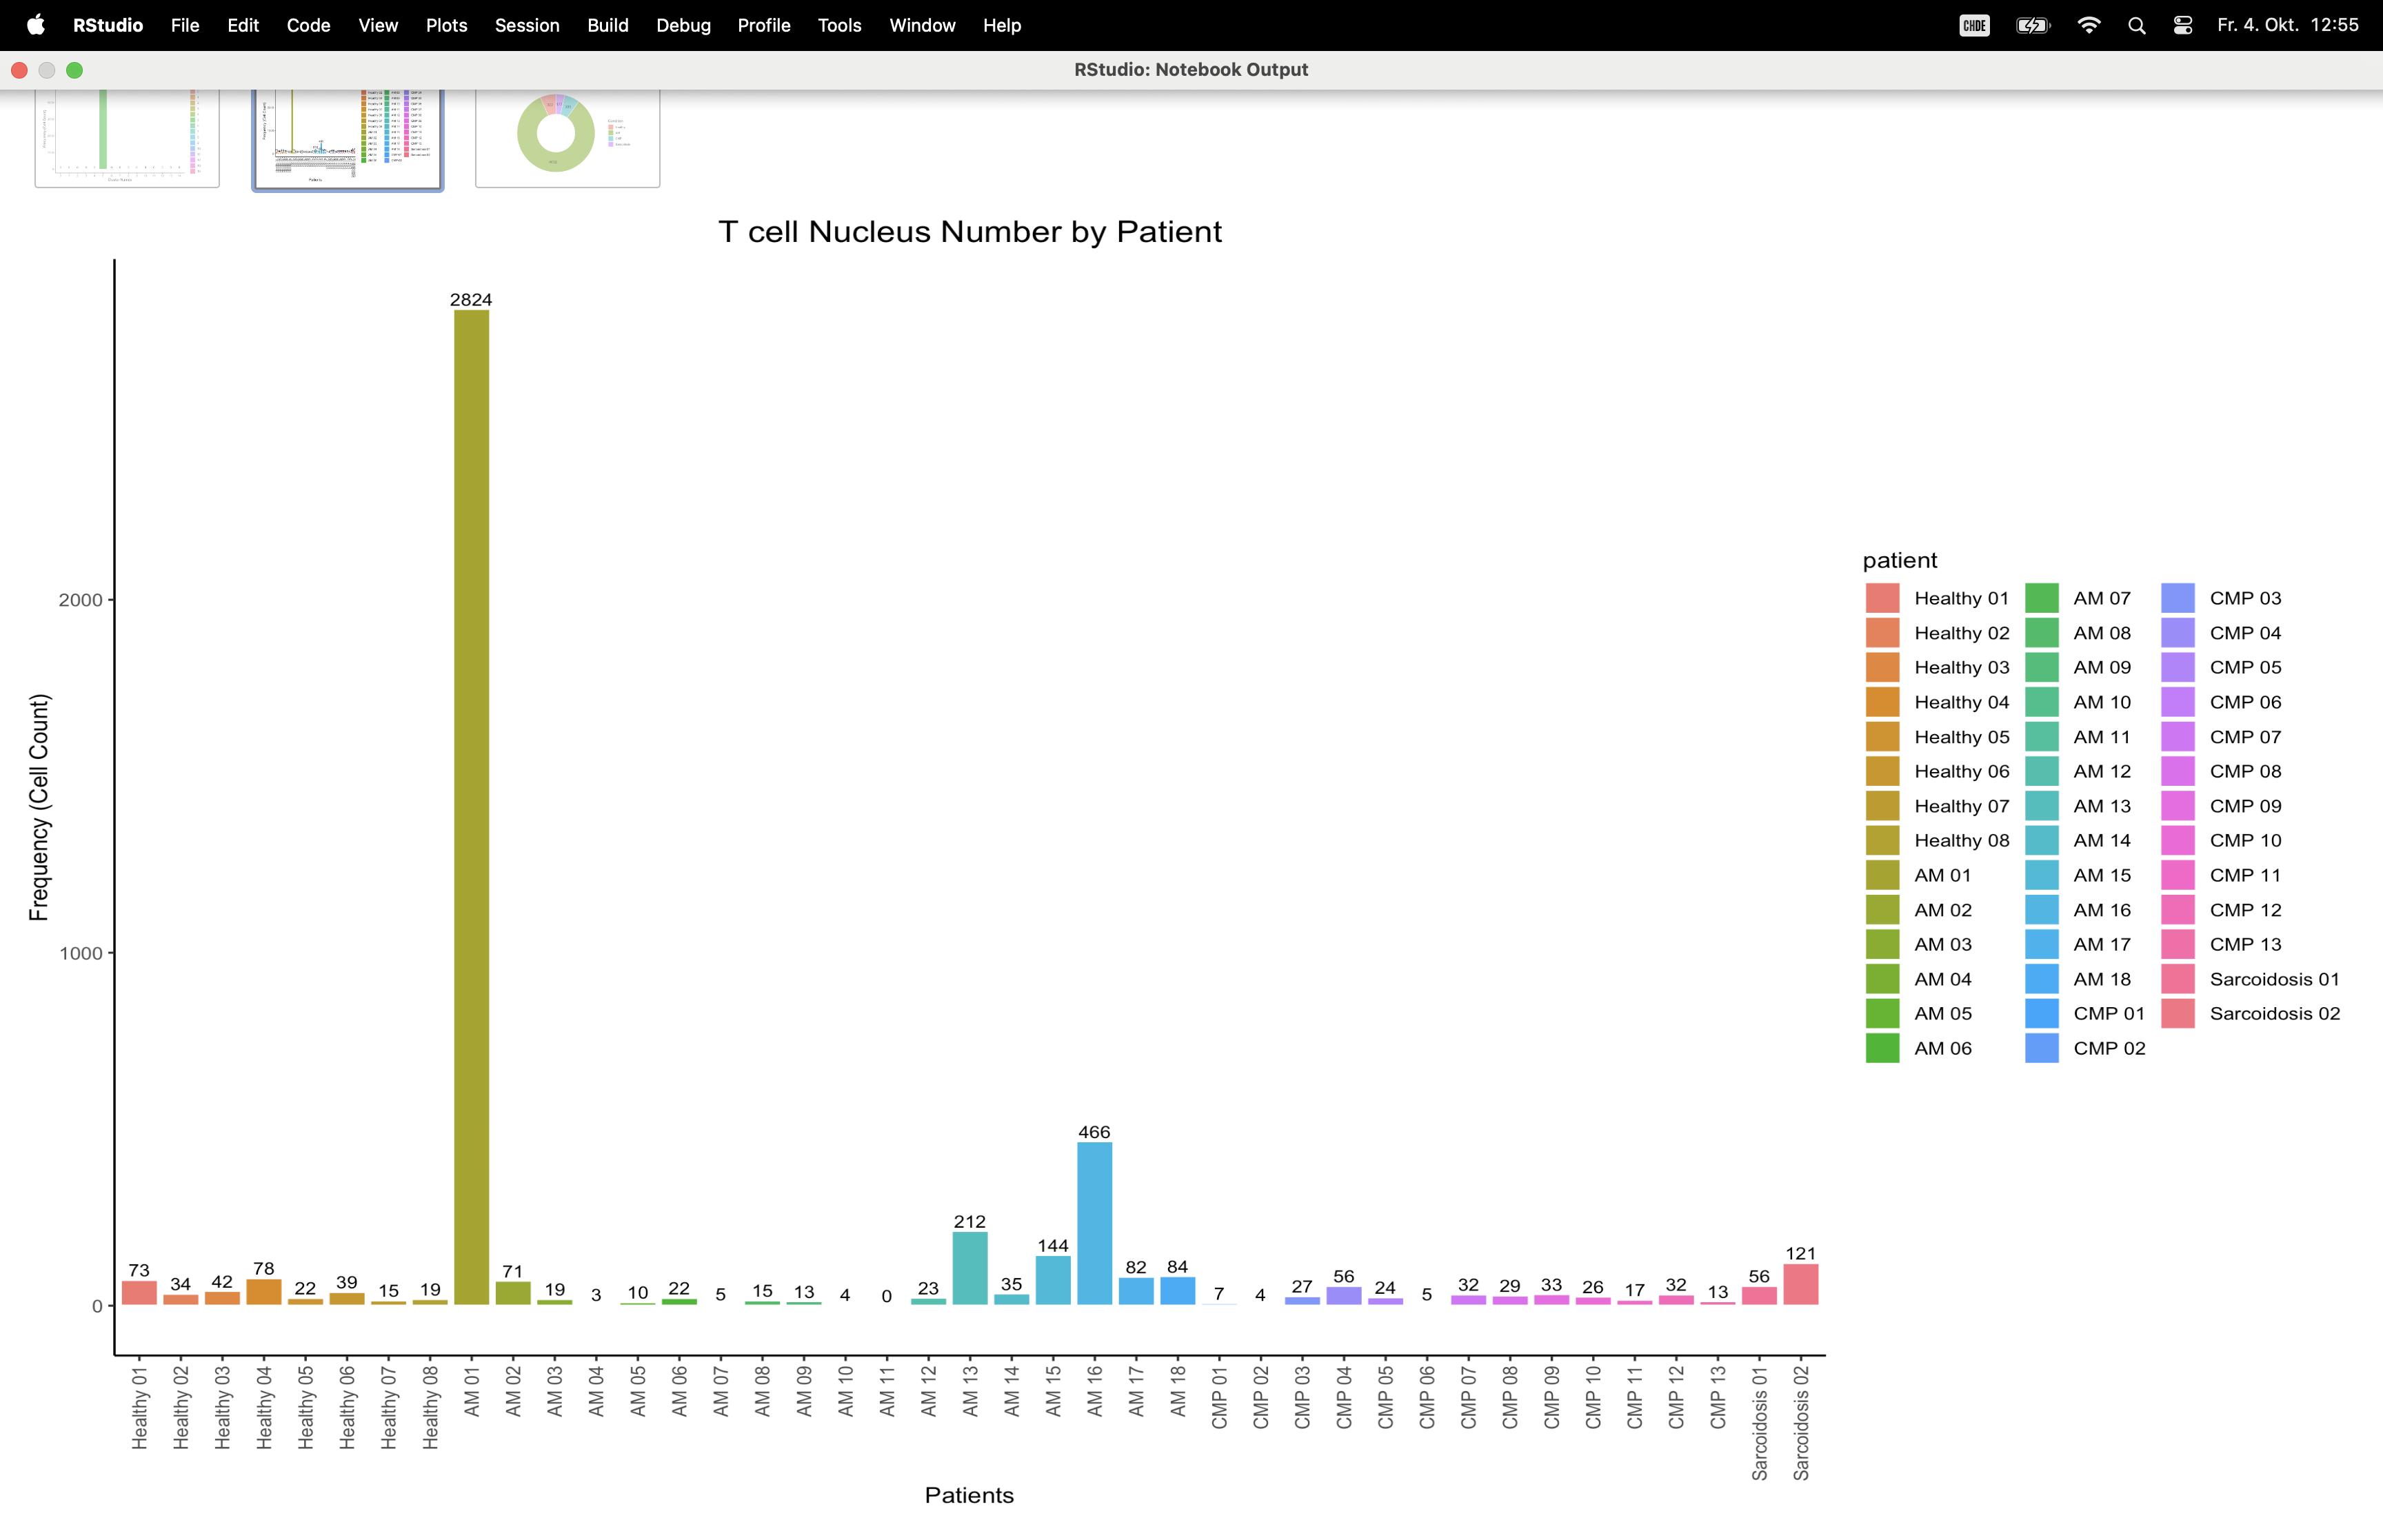 RStudio File Edit Code View Plots Session Build Debug Profile Tools Window Help CHDE Fr. 4. Okt. 12:55
RStudio: Notebook Output
T cell Nucleus Number by Patient
Frequency (Cell Count)
2000
1000
0
73
34
42
78
22
39
15
19
2824
71
19
3
10
22
5
15
13
4
0
23
212
35
144
466
82
84
7
4
27
56
24
5
32
29
33
26
17
32
13
56
121
Healthy 01
Healthy 02
Healthy 03
Healthy 04
Healthy 05
Healthy 06
Healthy 07
Healthy 08
AM 01
AM 02
AM 03
AM 04
AM 05
AM 06
AM 07
AM 08
AM 09
AM 10
AM 11
AM 12
AM 13
AM 14
AM 15
AM 16
AM 17
AM 18
CMP 01
CMP 02
CMP 03
CMP 04
CMP 05
CMP 06
CMP 07
CMP 08
CMP 09
CMP 10
CMP 11
CMP 12
CMP 13
Sarcoidosis 01
Sarcoidosis 02
Patients
patient
Healthy 01
Healthy 02
Healthy 03
Healthy 04
Healthy 05
Healthy 06
Healthy 07
Healthy 08
AM 01
AM 02
AM 03
AM 04
AM 05
AM 06
AM 07
AM 08
AM 09
AM 10
AM 11
AM 12
AM 13
AM 14
AM 15
AM 16
AM 17
AM 18
CMP 01
CMP 02
CMP 03
CMP 04
CMP 05
CMP 06
CMP 07
CMP 08
CMP 09
CMP 10
CMP 11
CMP 12
CMP 13
Sarcoidosis 01
Sarcoidosis 02